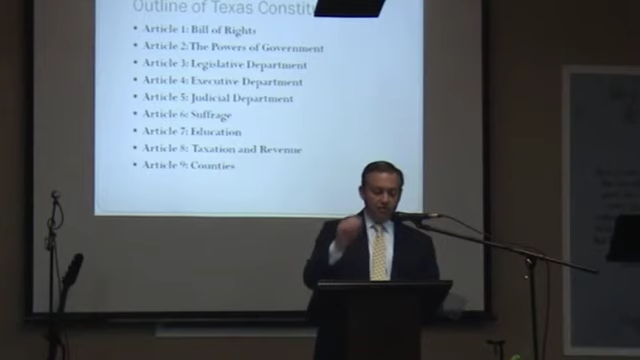 Outline of Texas Constitu
• Article 1: Bill of Rights
• Article 2: The Powers of Government
• Article 3: Legislative Department
• Article 4: Executive Department
• Article 5: Judicial Department
• Article 6: Suffrage
• Article 7: Education
• Article 8: Taxation and Revenue
• Article 9: Counties